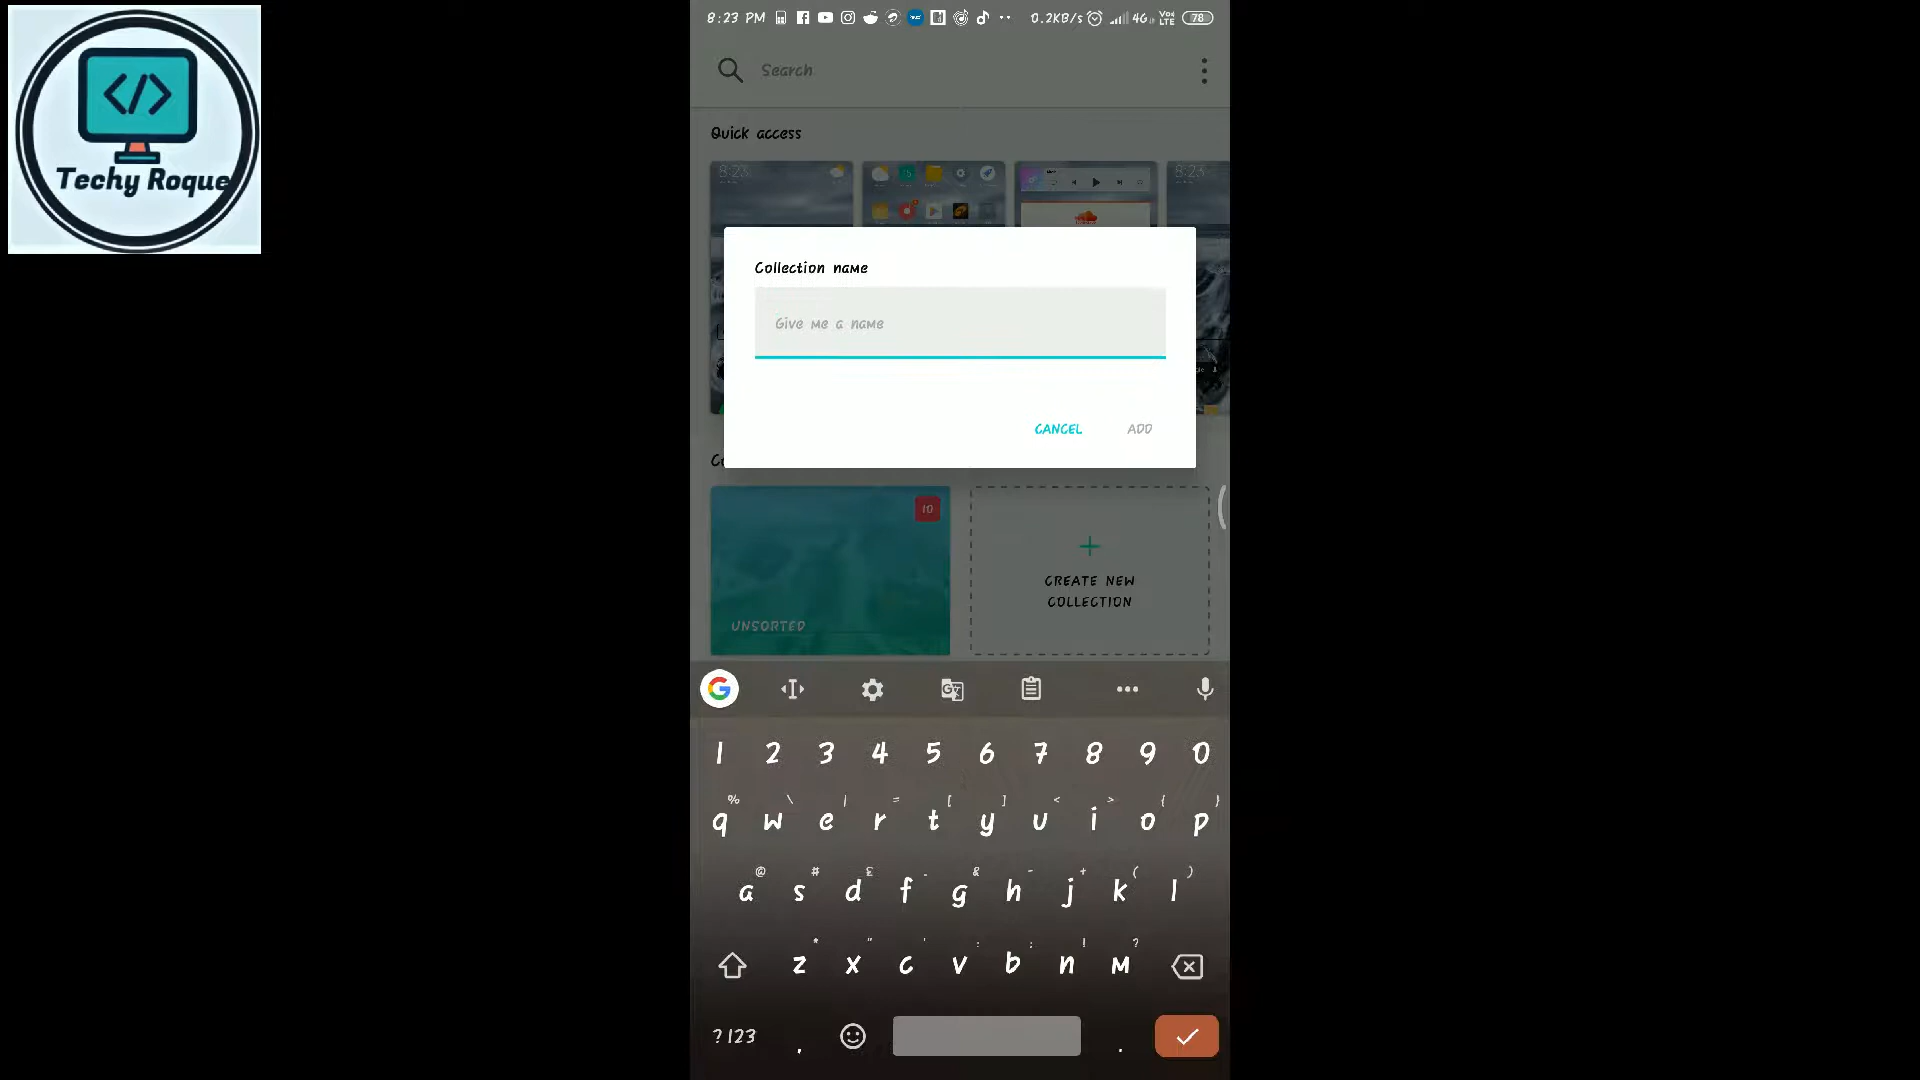 Techy Roque
8:23 PM
0.2KB/s
4G
Vo
LTE
78
Search
Quick access
8:23
8:23
Collection name
Give me a name
CANCEL
ADD
10
UNSORTED
+
CREATE NEW
COLLECTION
1 2 3 4 5 6 7 8 9 0
% \ | = [ ] < > { }
q w e r t y u i o p
@ # £ - & - + ( )
a s d f g h j k l
* " ' : ; ! ?
z x c v b n m
?123 , .